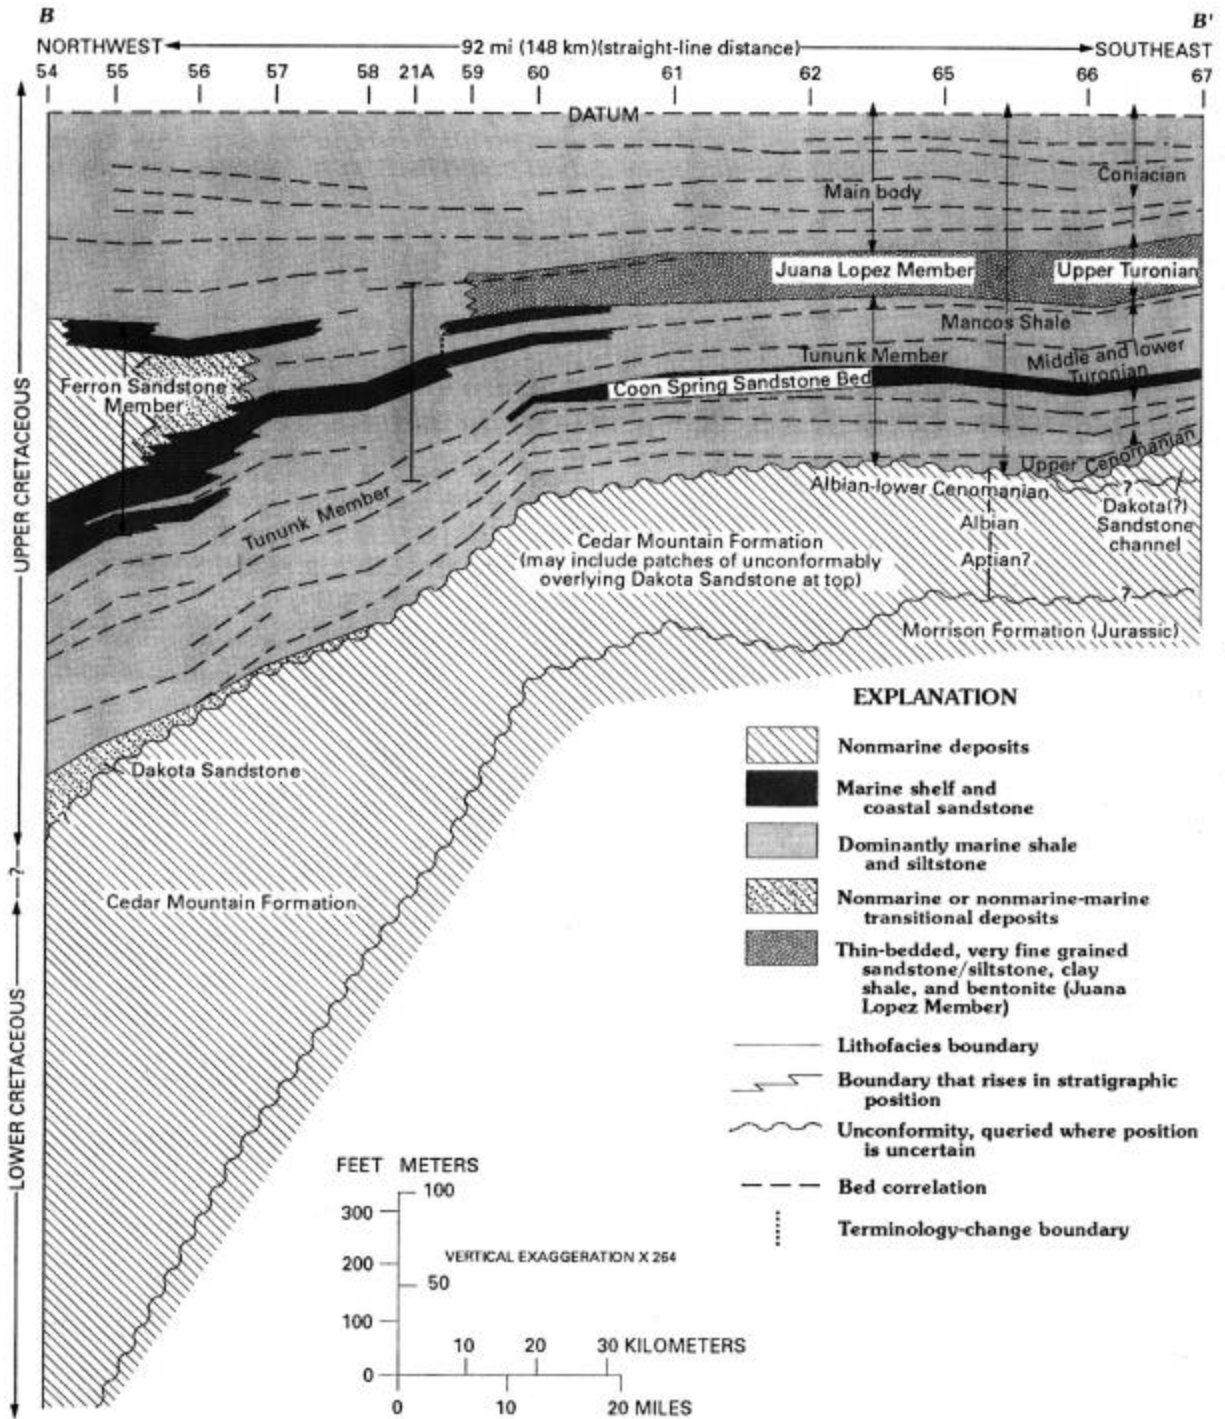 B
B'
NORTHWEST
92 mi (148 km)(straight-line distance)
SOUTHEAST
54 55 56 57 58 21A 59 60 61 62 65 66 67
DATUM
Coniacian
Main body
Juana Lopez Member
Upper Turonian
Mancos Shale
Tununk Member
Middle and lower
Turonian
Ferron Sandstone
Member
Coon Spring Sandstone Bed
Upper Cenomanian
Albian-lower Cenomanian
?
Dakota(?)
Sandstone
channel
Tununk Member
Albian
Aptian?
Cedar Mountain Formation
(may include patches of unconformably
overlying Dakota Sandstone at top)
?
Morrison Formation (Jurassic)
Dakota Sandstone
Cedar Mountain Formation
UPPER CRETACEOUS
?
LOWER CRETACEOUS
EXPLANATION
Nonmarine deposits
Marine shelf and
coastal sandstone
Dominantly marine shale
and siltstone
Nonmarine or nonmarine-marine
transitional deposits
Thin-bedded, very fine grained
sandstone/siltstone, clay
shale, and bentonite (Juana
Lopez Member)
Lithofacies boundary
Boundary that rises in stratigraphic
position
Unconformity, queried where position
is uncertain
Bed correlation
Terminology-change boundary
FEET METERS
100
300
VERTICAL EXAGGERATION X 264
200
50
100
10 20 30 KILOMETERS
0
0 10 20 MILES